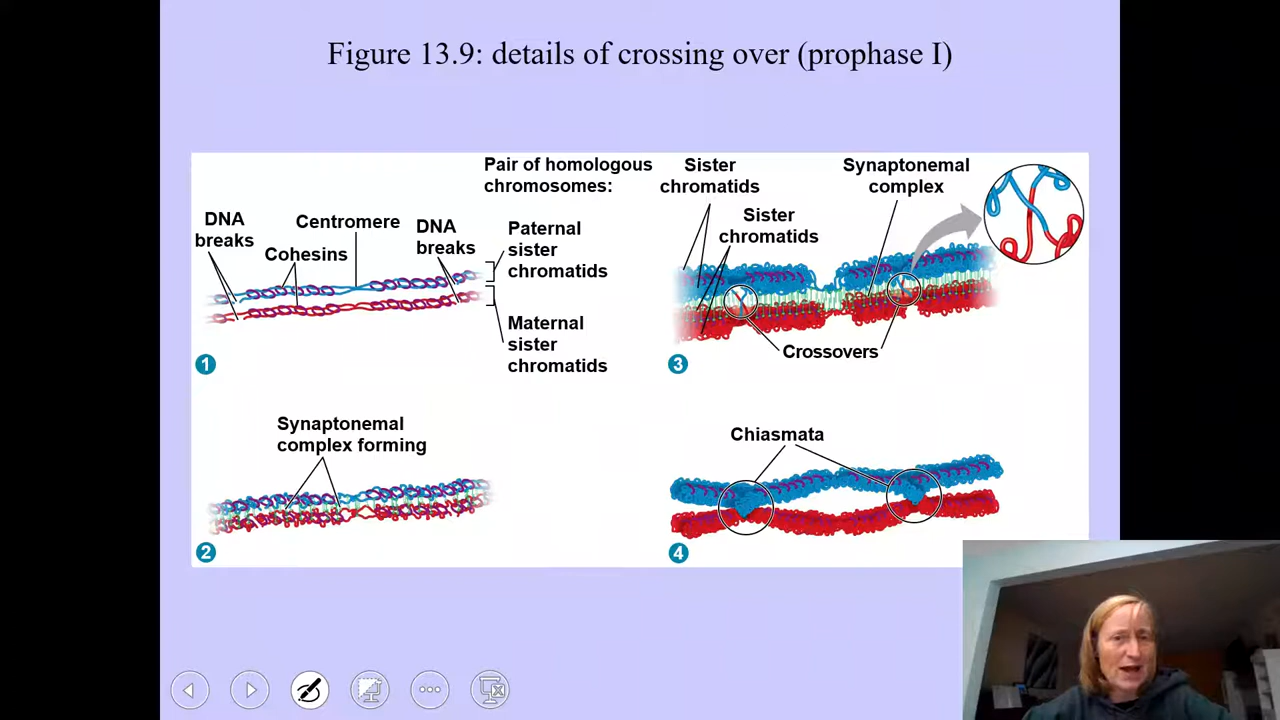 Figure 13.9: details of crossing over (prophase I)
DNA
breaks
Cohesins
Centromere
DNA
breaks
Pair of homologous
chromosomes:
Paternal
sister
chromatids
Maternal
sister
chromatids
1
Synaptonemal
complex forming
2
Sister
chromatids
Sister
chromatids
Synaptonemal
complex
Crossovers
3
Chiasmata
4